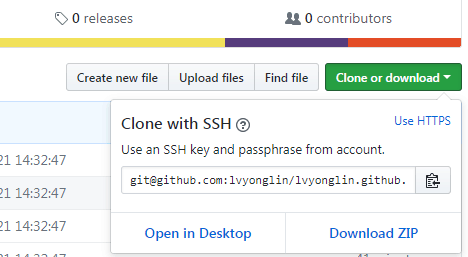 0 releases
0 contributors
Create new file
Upload files
Find file
Clone or download
Clone with SSH
Use HTTPS
Use an SSH key and passphrase from account.
git@github.com:lvyonglin/lvyonglin.github.
Open in Desktop
Download ZIP
21 14:32:47
21 14:32:47
21 14:32:47
21 14:32:47